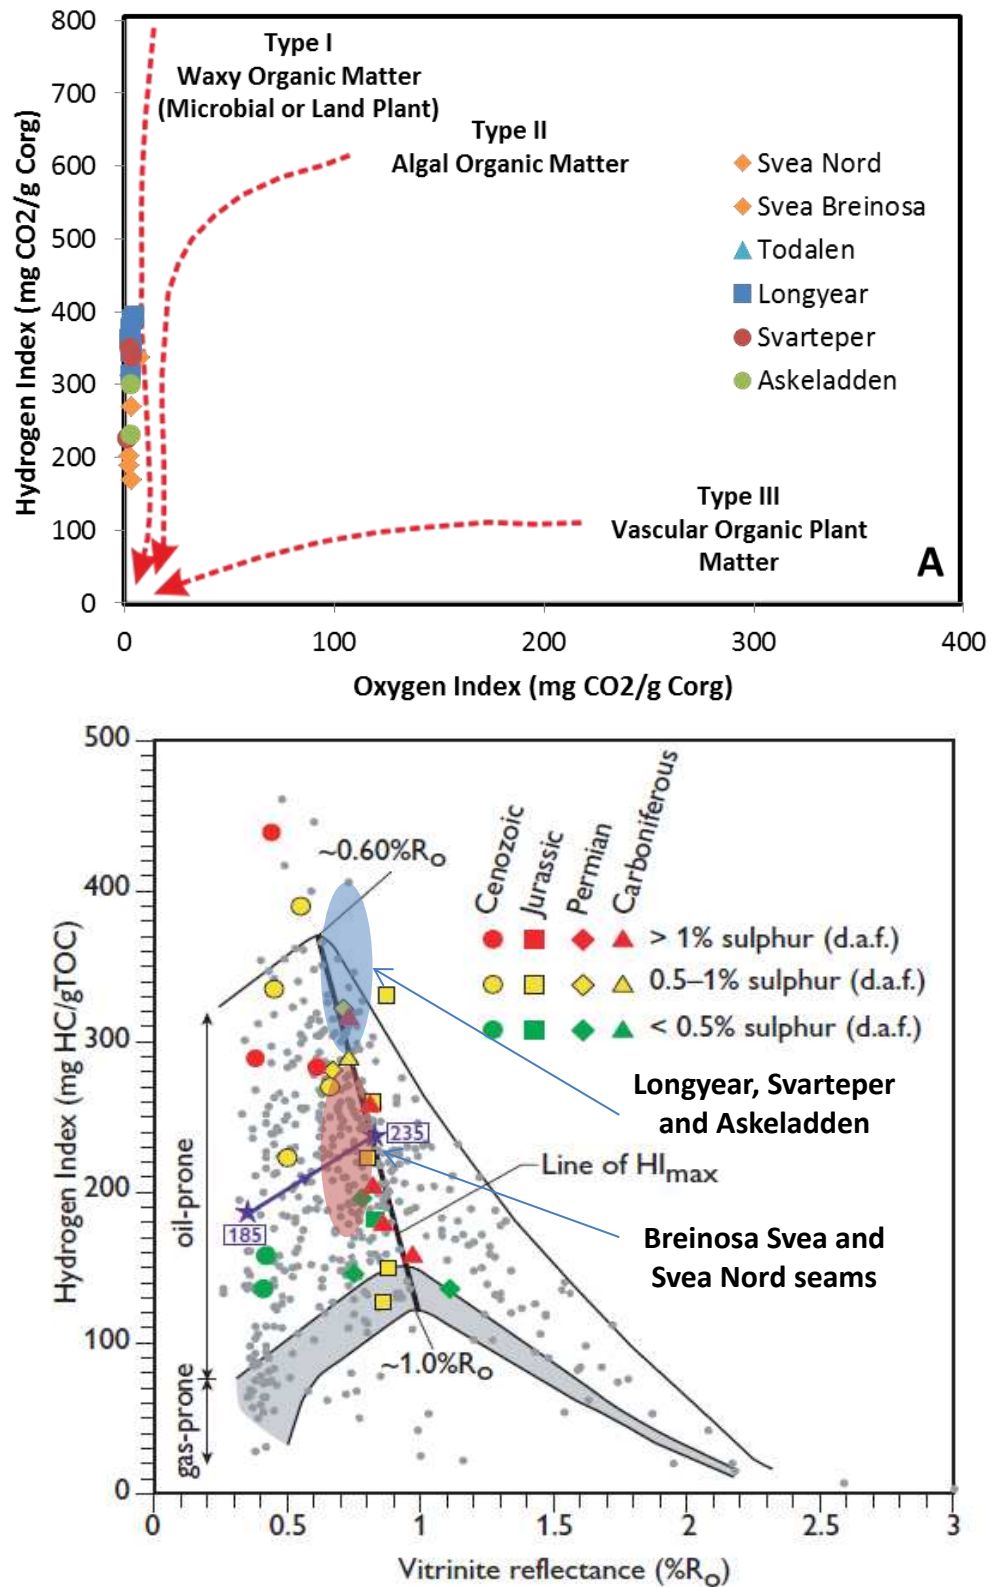 800
700
600
500
400
300
200
100
0
Hydrogen Index (mg CO2/g Corg)
Type I
Waxy Organic Matter
(Microbial or Land Plant)
Type II
Algal Organic Matter
Svea Nord
Svea Breinosa
Todalen
Longyear
Svarteper
Askeladden
Type III
Vascular Organic Plant
Matter
A
0
100
200
300
400
Oxygen Index (mg CO2/g Corg)
500
400
300
200
100
0
Hydrogen Index (mg HC/gTOC)
~0.60%Ro
Cenozoic
Jurassic
Permian
Carboniferous
> 1% sulphur (d.a.f.)
0.5–1% sulphur (d.a.f.)
< 0.5% sulphur (d.a.f.)
Longyear, Svarteper
and Askeladden
235
Line of HImax
185
Breinosa Svea and
Svea Nord seams
oil-prone
gas-prone
~1.0%Ro
0
0.5
1
1.5
2
2.5
3
Vitrinite reflectance (%Ro)